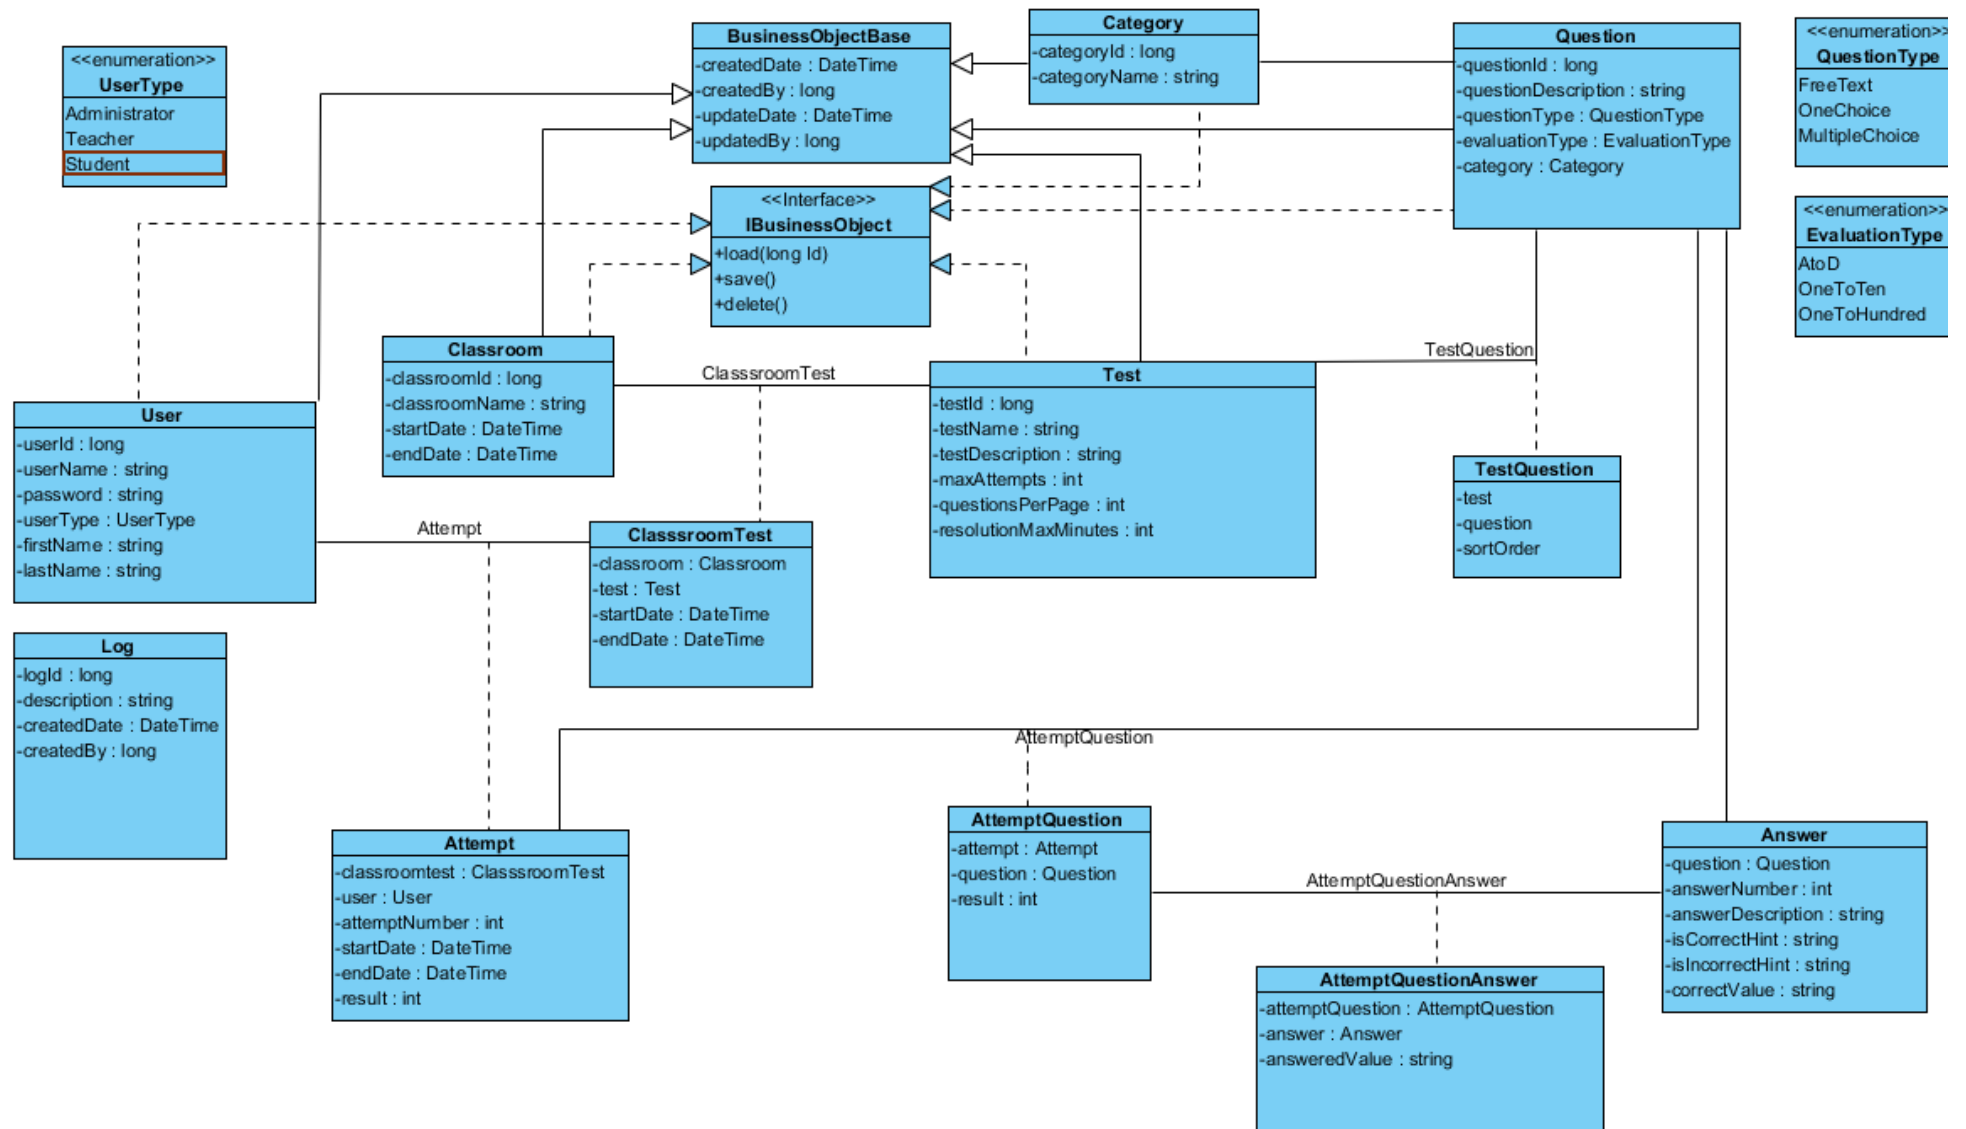 <<enumeration>>
UserType
Administrator
Teacher
Student
BusinessObjectBase
-createdDate : DateTime
-createdBy : long
-updateDate : DateTime
-updatedBy : long
Category
-categoryId : long
-categoryName : string
Question
-questionId : long
-questionDescription : string
-questionType : QuestionType
-evaluationType : EvaluationType
-category : Category
<<enumeration>>
QuestionType
FreeText
OneChoice
MultipleChoice
<<enumeration>>
EvaluationType
AtoD
OneToTen
OneToHundred
<<Interface>>
IBusinessObject
+load(long Id)
+save()
+delete()
Classroom
-classroomId : long
-classroomName : string
-startDate : DateTime
-endDate : DateTime
ClasssroomTest
Test
-testId : long
-testName : string
-testDescription : string
-maxAttempts : int
-questionsPerPage : int
-resolutionMaxMinutes : int
TestQuestion
TestQuestion
-test
-question
-sortOrder
User
-userId : long
-userName : string
-password : string
-userType : UserType
-firstName : string
-lastName : string
Attempt
ClasssroomTest
-classroom : Classroom
-test : Test
-startDate : DateTime
-endDate : DateTime
Log
-logId : long
-description : string
-createdDate : DateTime
-createdBy : long
AttemptQuestion
Attempt
-classroomtest : ClasssroomTest
-user : User
-attemptNumber : int
-startDate : DateTime
-endDate : DateTime
-result : int
AttemptQuestion
-attempt : Attempt
-question : Question
-result : int
AttemptQuestionAnswer
Answer
-question : Question
-answerNumber : int
-answerDescription : string
-isCorrectHint : string
-isIncorrectHint : string
-correctValue : string
AttemptQuestionAnswer
-attemptQuestion : AttemptQuestion
-answer : Answer
-answeredValue : string